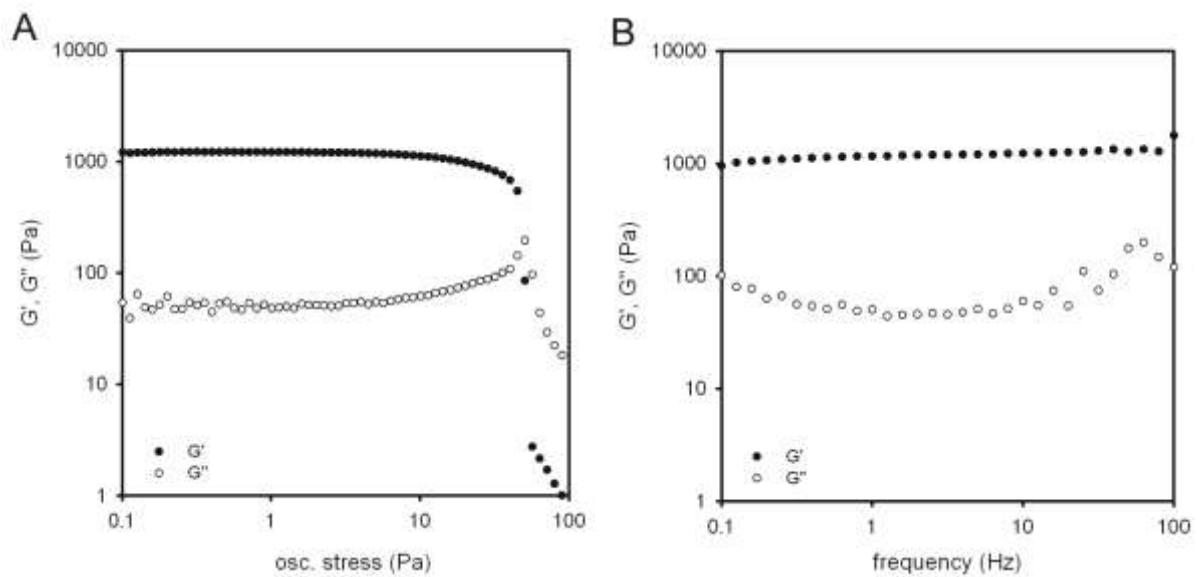 A
10000
1000
100
10
1
G', G" (Pa)
G'
G"
0.1 1 10 100
osc. stress (Pa)
B
10000
1000
100
10
1
G', G" (Pa)
G'
G"
0.1 1 10 100
frequency (Hz)